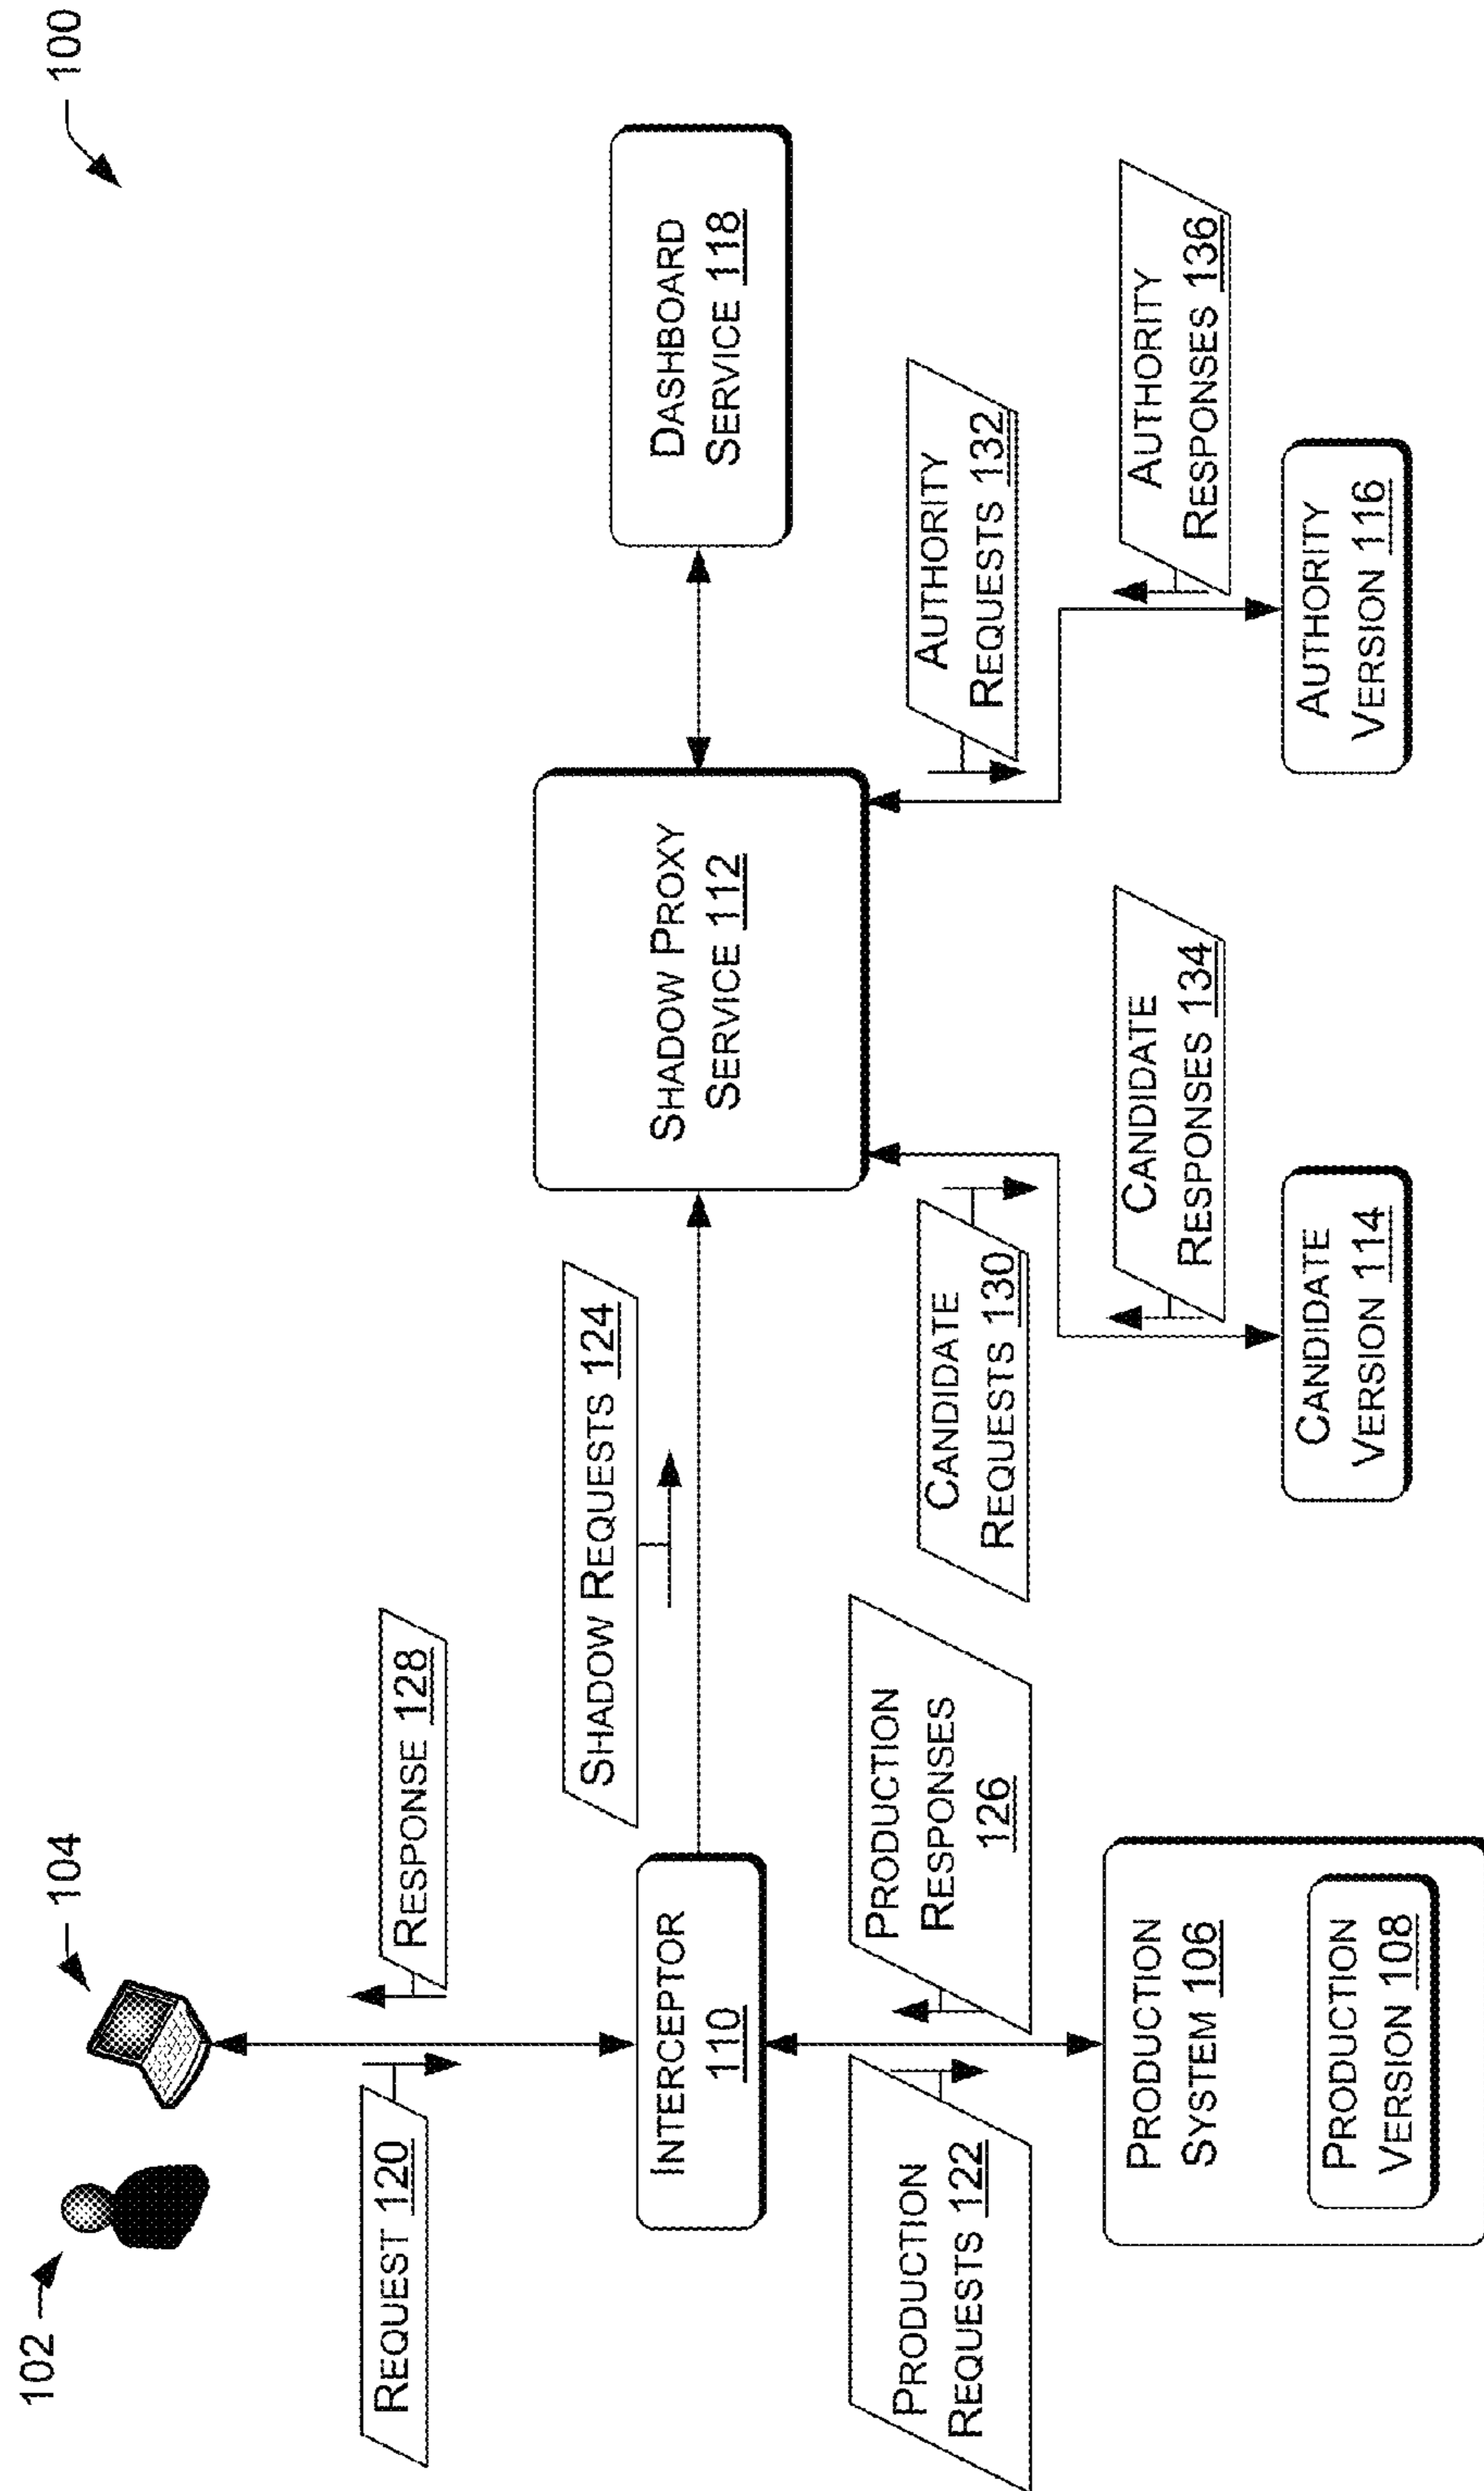 100
102
104
REQUEST 120
RESPONSE 128
INTERCEPTOR
110
SHADOW REQUESTS 124
SHADOW PROXY
SERVICE 112
DASHBOARD
SERVICE 118
PRODUCTION
REQUESTS 122
PRODUCTION
RESPONSES
126
CANDIDATE
REQUESTS 130
AUTHORITY
REQUESTS 132
CANDIDATE
RESPONSES 134
AUTHORITY
RESPONSES 136
PRODUCTION
SYSTEM 106
PRODUCTION
VERSION 108
CANDIDATE
VERSION 114
AUTHORITY
VERSION 116